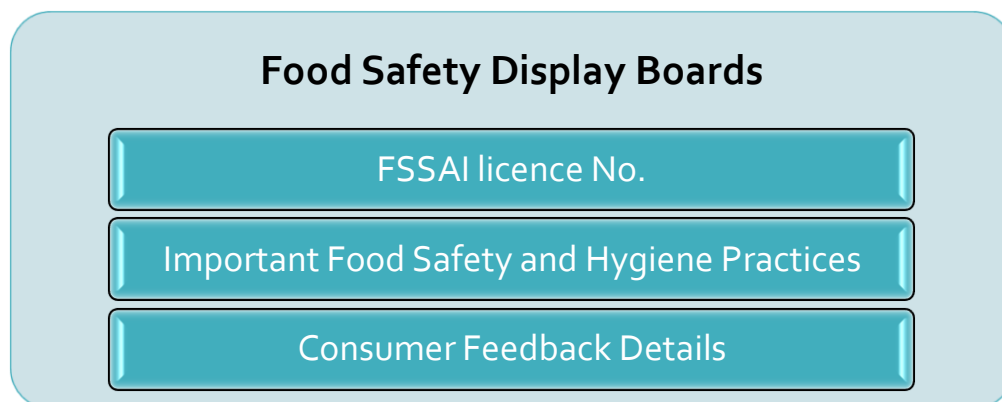 Food Safety Display Boards
FSSAI licence No.
Important Food Safety and Hygiene Practices
Consumer Feedback Details